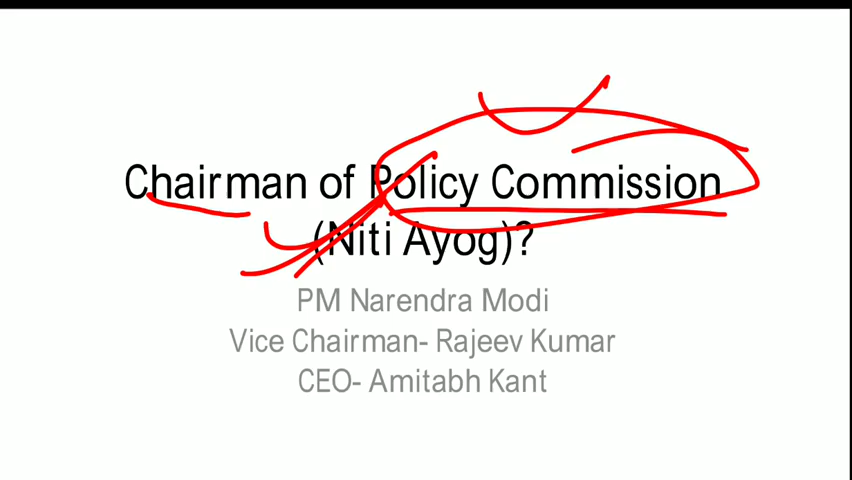 Chairman of Policy Commission
(Niti Ayog)?
PM Narendra Modi
Vice Chairman- Rajeev Kumar
CEO- Amitabh Kant